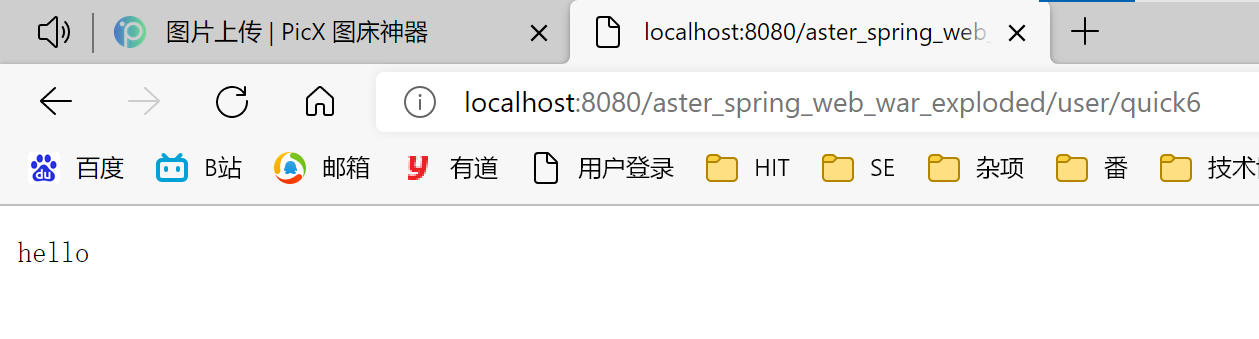 图片上传 | PicX 图床神器 localhost:8080/aster_spring_web_
localhost:8080/aster_spring_web_war_exploded/user/quick6
du 百度 B站 邮箱 y 有道 用户登录 HIT SE 杂项 番 技术
hello